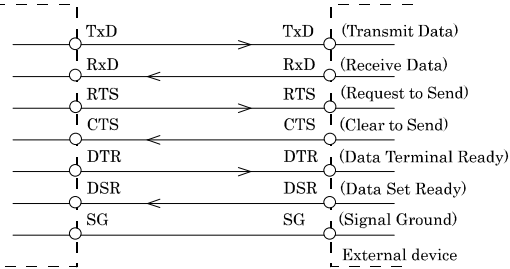 TxD TxD (Transmit Data)
RxD RxD (Receive Data)
RTS RTS (Request to Send)
CTS CTS (Clear to Send)
DTR DTR (Data Terminal Ready)
DSR DSR (Data Set Ready)
SG SG (Signal Ground)
External device